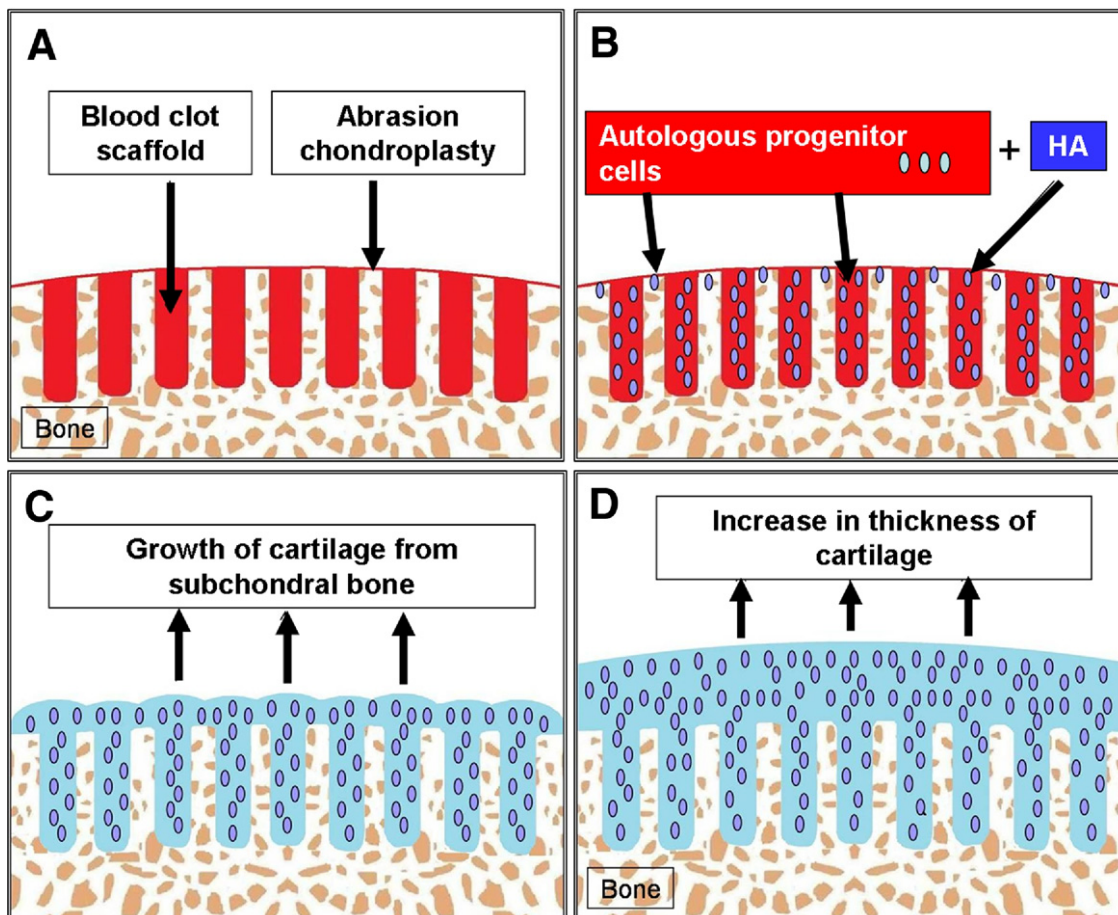 A
Blood clot
scaffold
Abrasion
chondroplasty
Bone
B
Autologous progenitor
cells
+
HA
C
Growth of cartilage from
subchondral bone
D
Increase in thickness of
cartilage
Bone